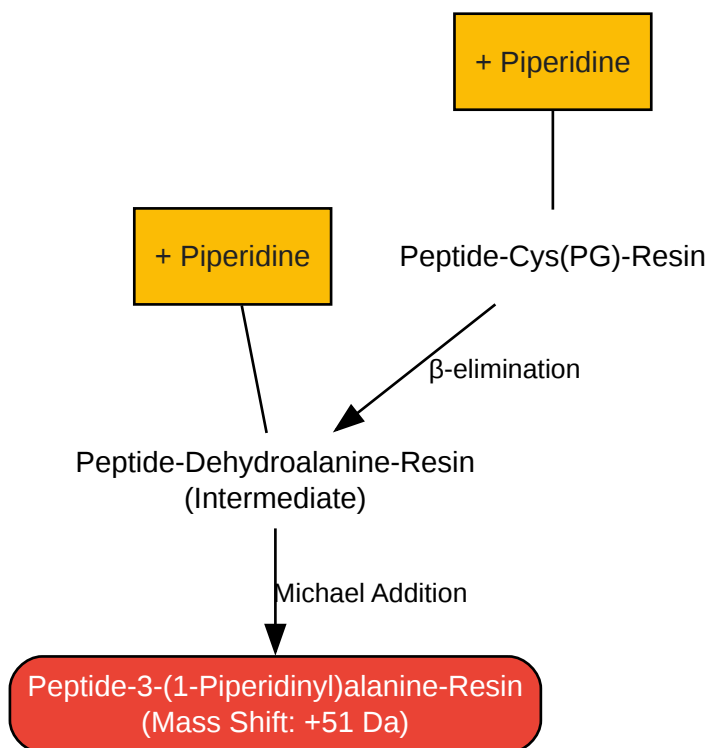 + Piperidine
+ Piperidine
Peptide-Cys(PG)-Resin
β-elimination
Peptide-Dehydroalanine-Resin
(Intermediate)
Michael Addition
Peptide-3-(1-Piperidinyl)alanine-Resin
(Mass Shift: +51 Da)